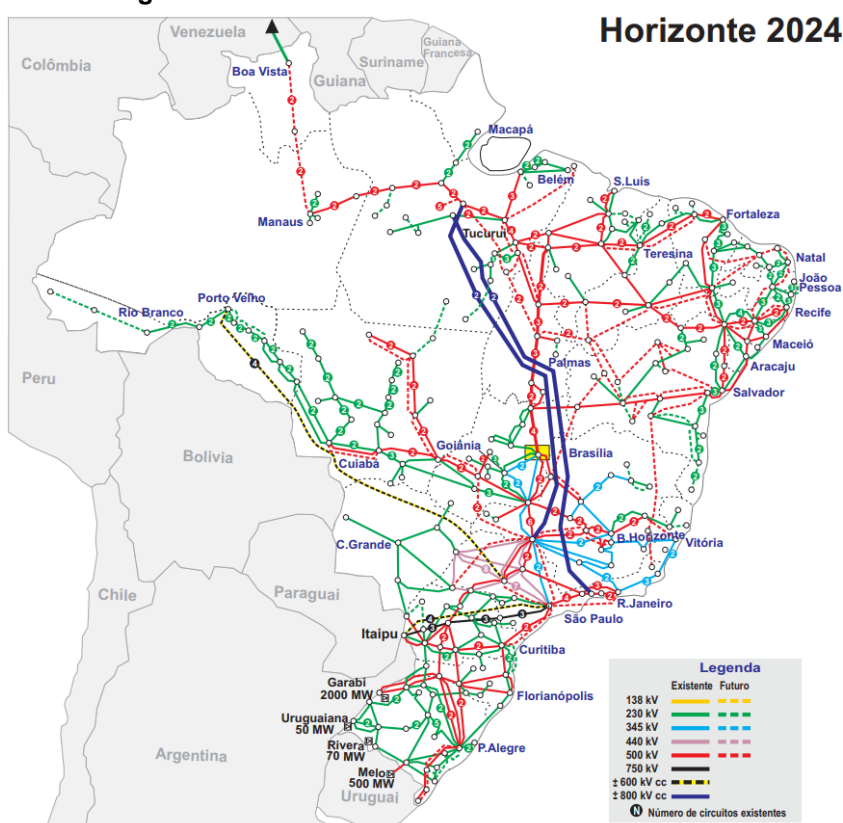 Horizonte 2024
Venezuela
Colômbia
Suriname
Guiana
Francesa
Guiana
Boa Vista
Macapá
Belém
S.Luis
Manaus
Tucuruí
Fortaleza
Teresina
Natal
João
Pessoa
Recife
Maceió
Aracaju
Salvador
Porto Velho
Rio Branco
Palmas
Peru
Bolivia
Goiânia
Brasília
Cuiabá
B.Horizonte
Vitória
C.Grande
Paraguai
Chile
R.Janeiro
São Paulo
Itaipu
Curitiba
Garabi
2000 MW
Florianópolis
Uruguaiana
50 MW
Rivera
70 MW
P.Alegre
Melo
500 MW
Argentina
Uruguai
Legenda
Existente Futuro
138 kV
230 kV
345 kV
440 kV
500 kV
750 kV
±600 kV cc
±800 kV cc
N Número de circuitos existentes